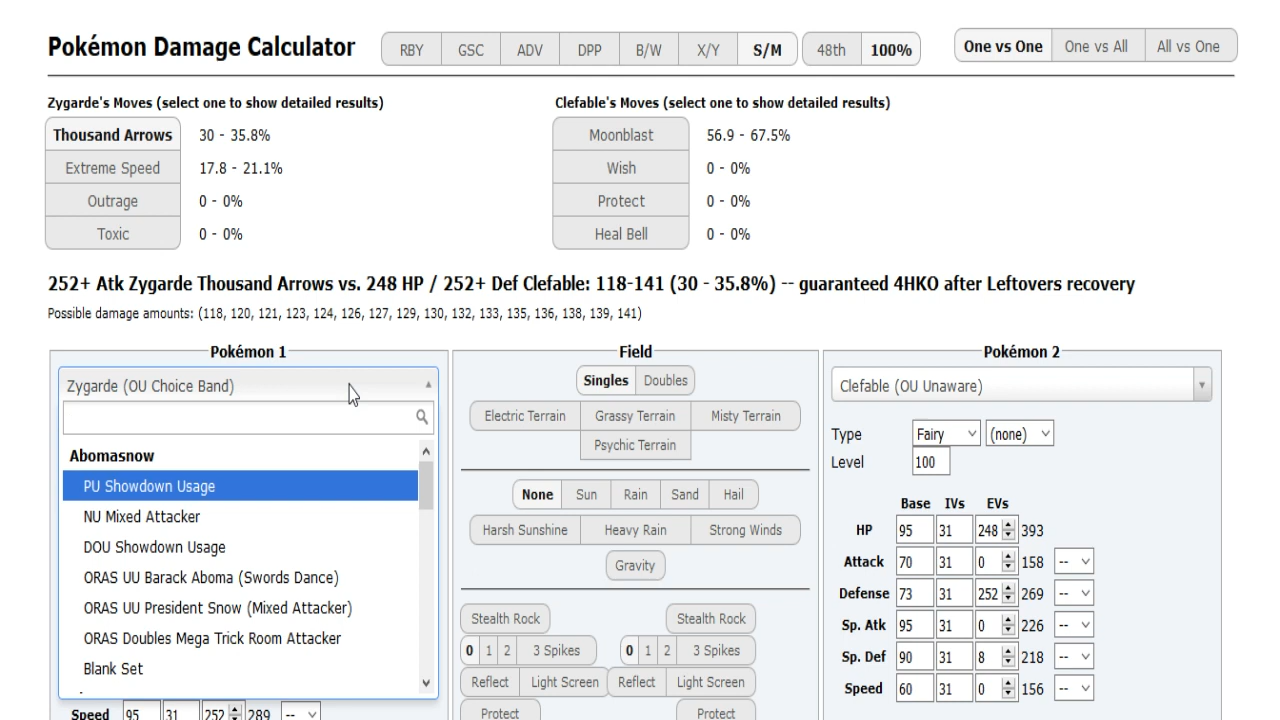 Pokémon Damage Calculator RBY GSC ADV DPP B/W X/Y S/M 48th 100% One vs One One vs All All vs One
Zygarde's Moves (select one to show detailed results) Clefable's Moves (select one to show detailed results)
Thousand Arrows 30 - 35.8% Moonblast 56.9 - 67.5%
Extreme Speed 17.8 - 21.1% Wish 0 - 0%
Outrage 0 - 0% Protect 0 - 0%
Toxic 0 - 0% Heal Bell 0 - 0%
252+ Atk Zygarde Thousand Arrows vs. 248 HP / 252+ Def Clefable: 118-141 (30 - 35.8%) -- guaranteed 4HKO after Leftovers recovery
Possible damage amounts: (118, 120, 121, 123, 124, 126, 127, 129, 130, 132, 133, 135, 136, 138, 139, 141)
Pokémon 1
Zygarde (OU Choice Band)
Abomasnow
PU Showdown Usage
NU Mixed Attacker
DOU Showdown Usage
ORAS UU Barack Aboma (Swords Dance)
ORAS UU President Snow (Mixed Attacker)
ORAS Doubles Mega Trick Room Attacker
Blank Set
Speed 95 31 252 289 --
Field
Singles Doubles
Electric Terrain Grassy Terrain Misty Terrain
Psychic Terrain
None Sun Rain Sand Hail
Harsh Sunshine Heavy Rain Strong Winds
Gravity
Stealth Rock Stealth Rock
0 1 2 3 Spikes 0 1 2 3 Spikes
Reflect Light Screen Reflect Light Screen
Protect Protect
Pokémon 2
Clefable (OU Unaware)
Type Fairy (none)
Level 100
Base IVs EVs
HP 95 31 248 393
Attack 70 31 0 158 --
Defense 73 31 252 269 --
Sp. Atk 95 31 0 226 --
Sp. Def 90 31 8 218 --
Speed 60 31 0 156 --